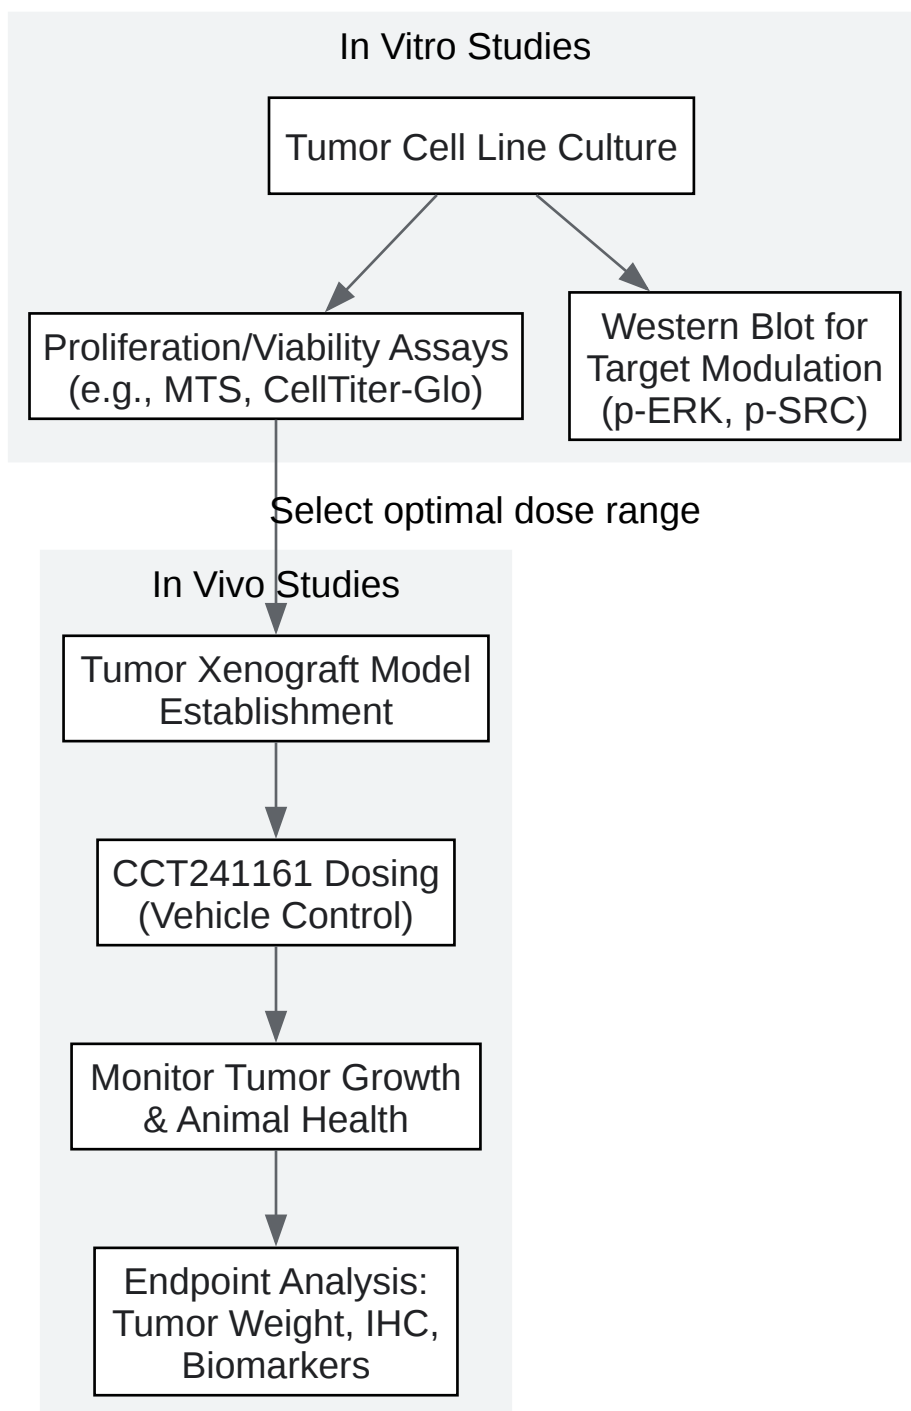 In Vitro Studies
Tumor Cell Line Culture
Proliferation/Viability Assays
(e.g., MTS, CellTiter-Glo)
Western Blot for
Target Modulation
(p-ERK, p-SRC)
Select optimal dose range
In Vivo Studies
Tumor Xenograft Model
Establishment
CCT241161 Dosing
(Vehicle Control)
Monitor Tumor Growth
& Animal Health
Endpoint Analysis:
Tumor Weight, IHC,
Biomarkers